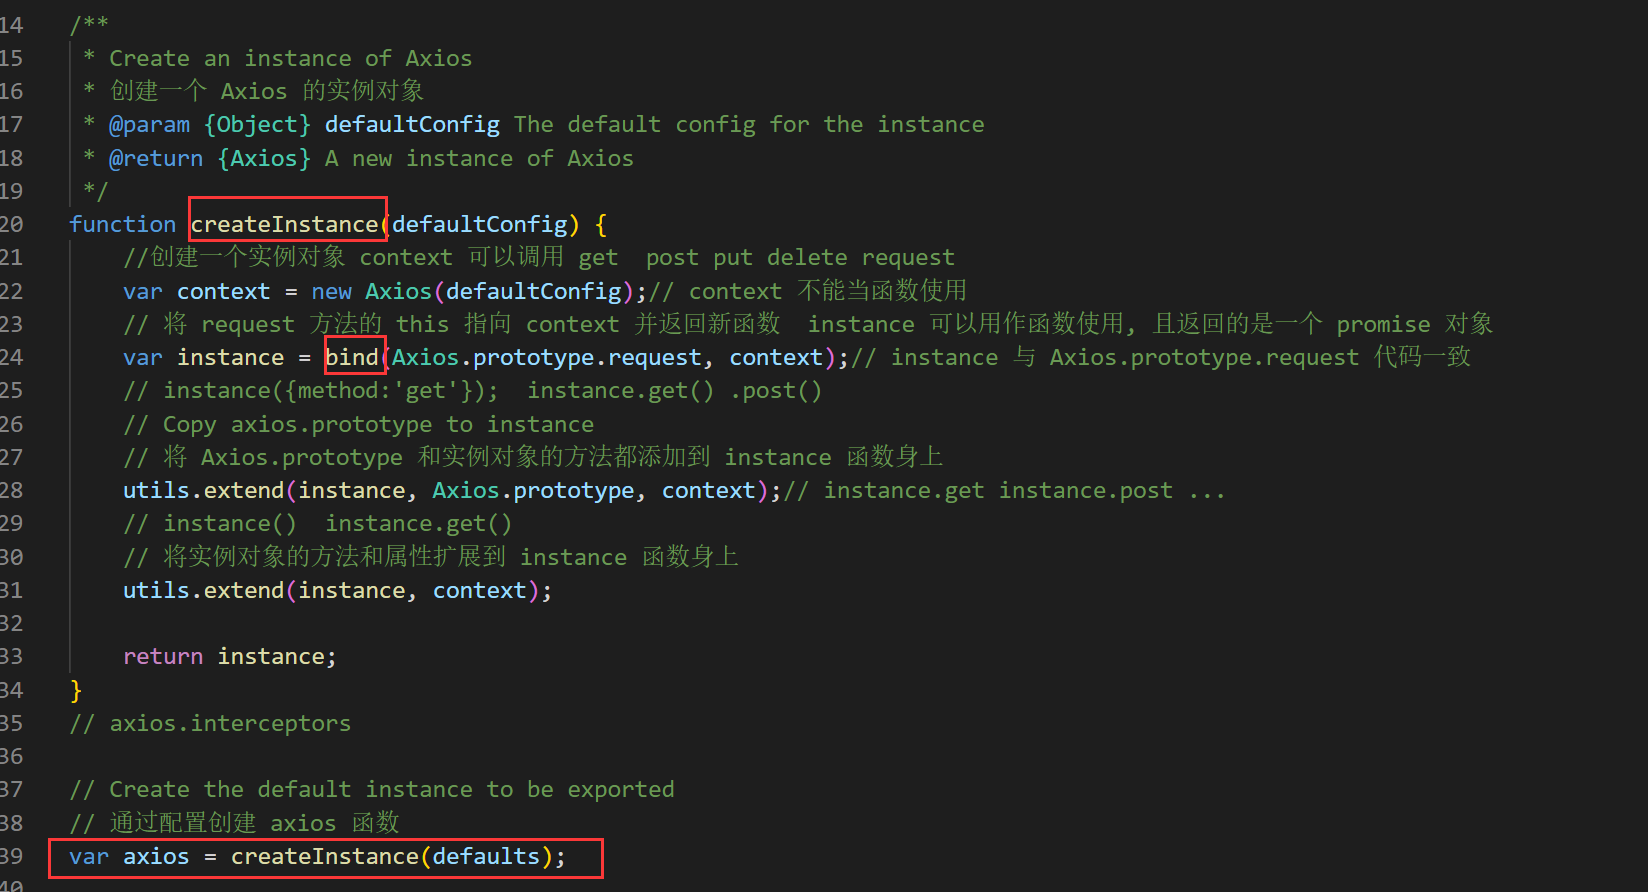 14 /**
15 * Create an instance of Axios
16 * 创建一个 Axios 的实例对象
17 * @param {Object} defaultConfig The default config for the instance
18 * @return {Axios} A new instance of Axios
19 */
20 function createInstance(defaultConfig) {
21 //创建一个实例对象 context 可以调用 get  post put delete request
22 var context = new Axios(defaultConfig);// context 不能当函数使用
23 // 将 request 方法的 this 指向 context 并返回新函数  instance 可以用作函数使用, 且返回的是一个 promise 对象
24 var instance = bind(Axios.prototype.request, context);// instance 与 Axios.prototype.request 代码一致
25 // instance({method:'get'});  instance.get() .post()
26 // Copy axios.prototype to instance
27 // 将 Axios.prototype 和实例对象的方法都添加到 instance 函数身上
28 utils.extend(instance, Axios.prototype, context);// instance.get instance.post ...
29 // instance()  instance.get()
30 // 将实例对象的方法和属性扩展到 instance 函数身上
31 utils.extend(instance, context);
32
33 return instance;
34 }
35 // axios.interceptors
36
37 // Create the default instance to be exported
38 // 通过配置创建 axios 函数
39 var axios = createInstance(defaults);
40